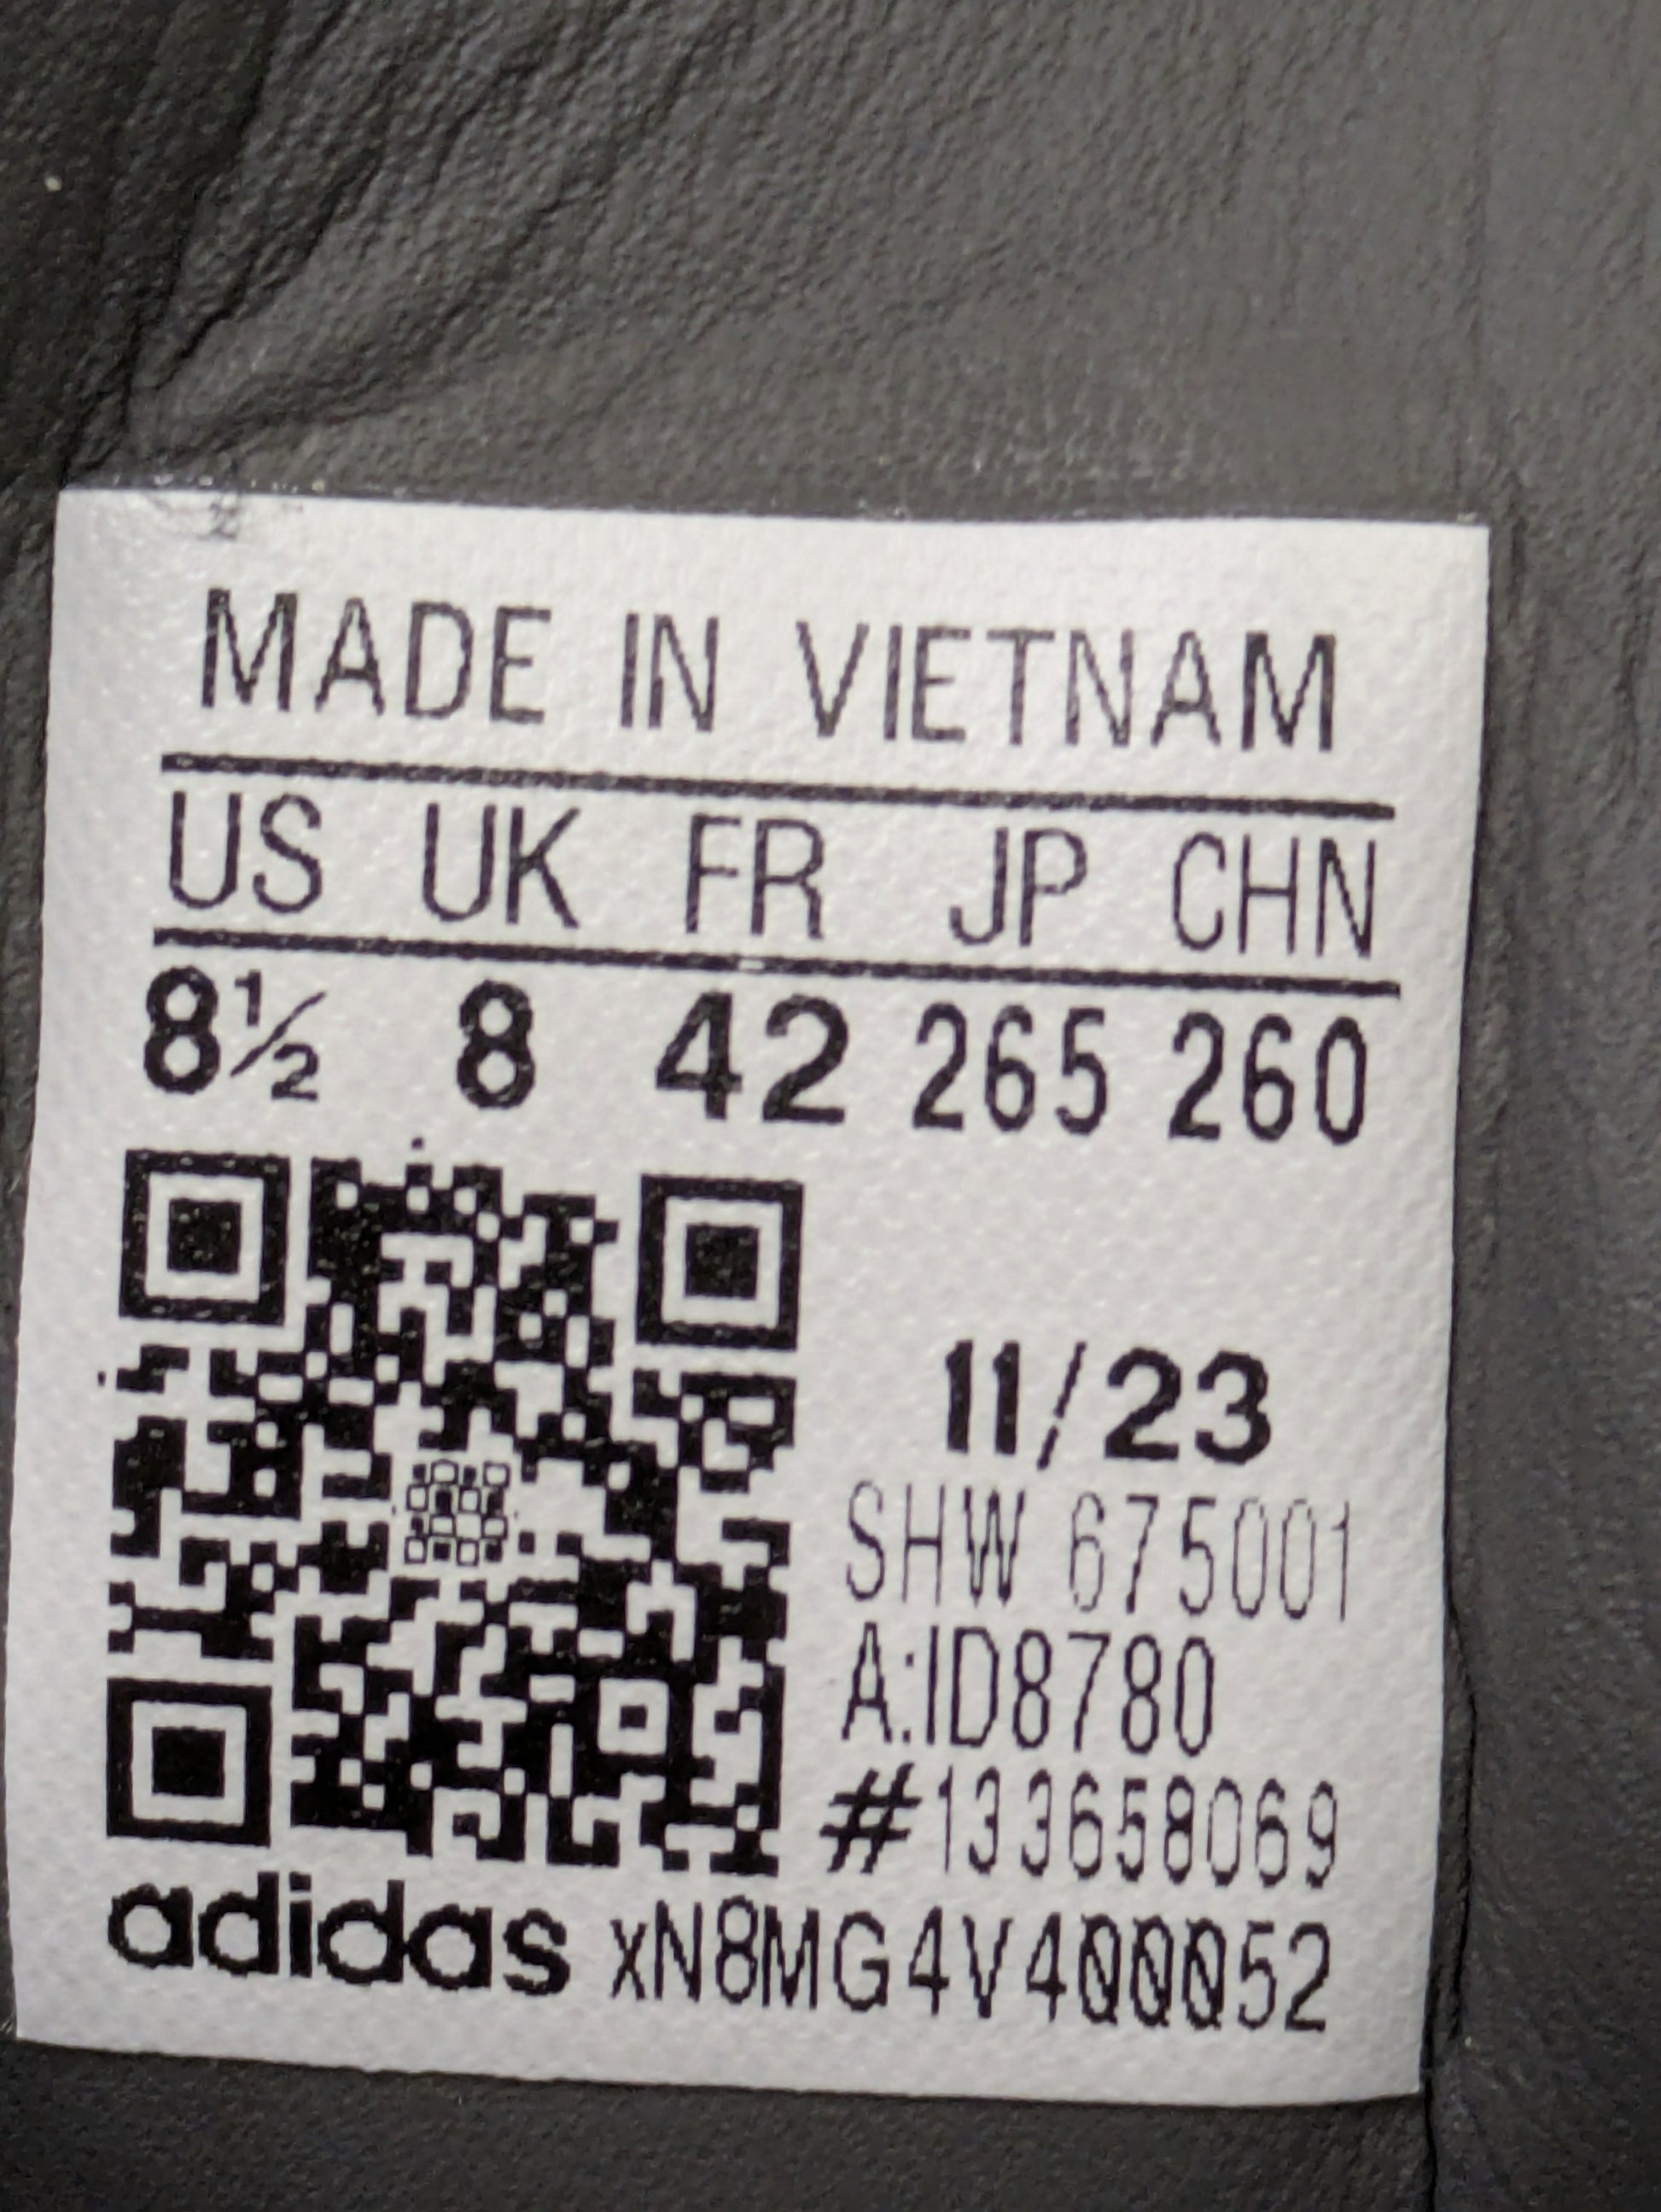 MADE IN VIETNAM
US UK FR JP CHN
8½ 8 42 265 260
11/23
SHW 675001
A:ID8780
#133658069
adidas xN8MG4V400052